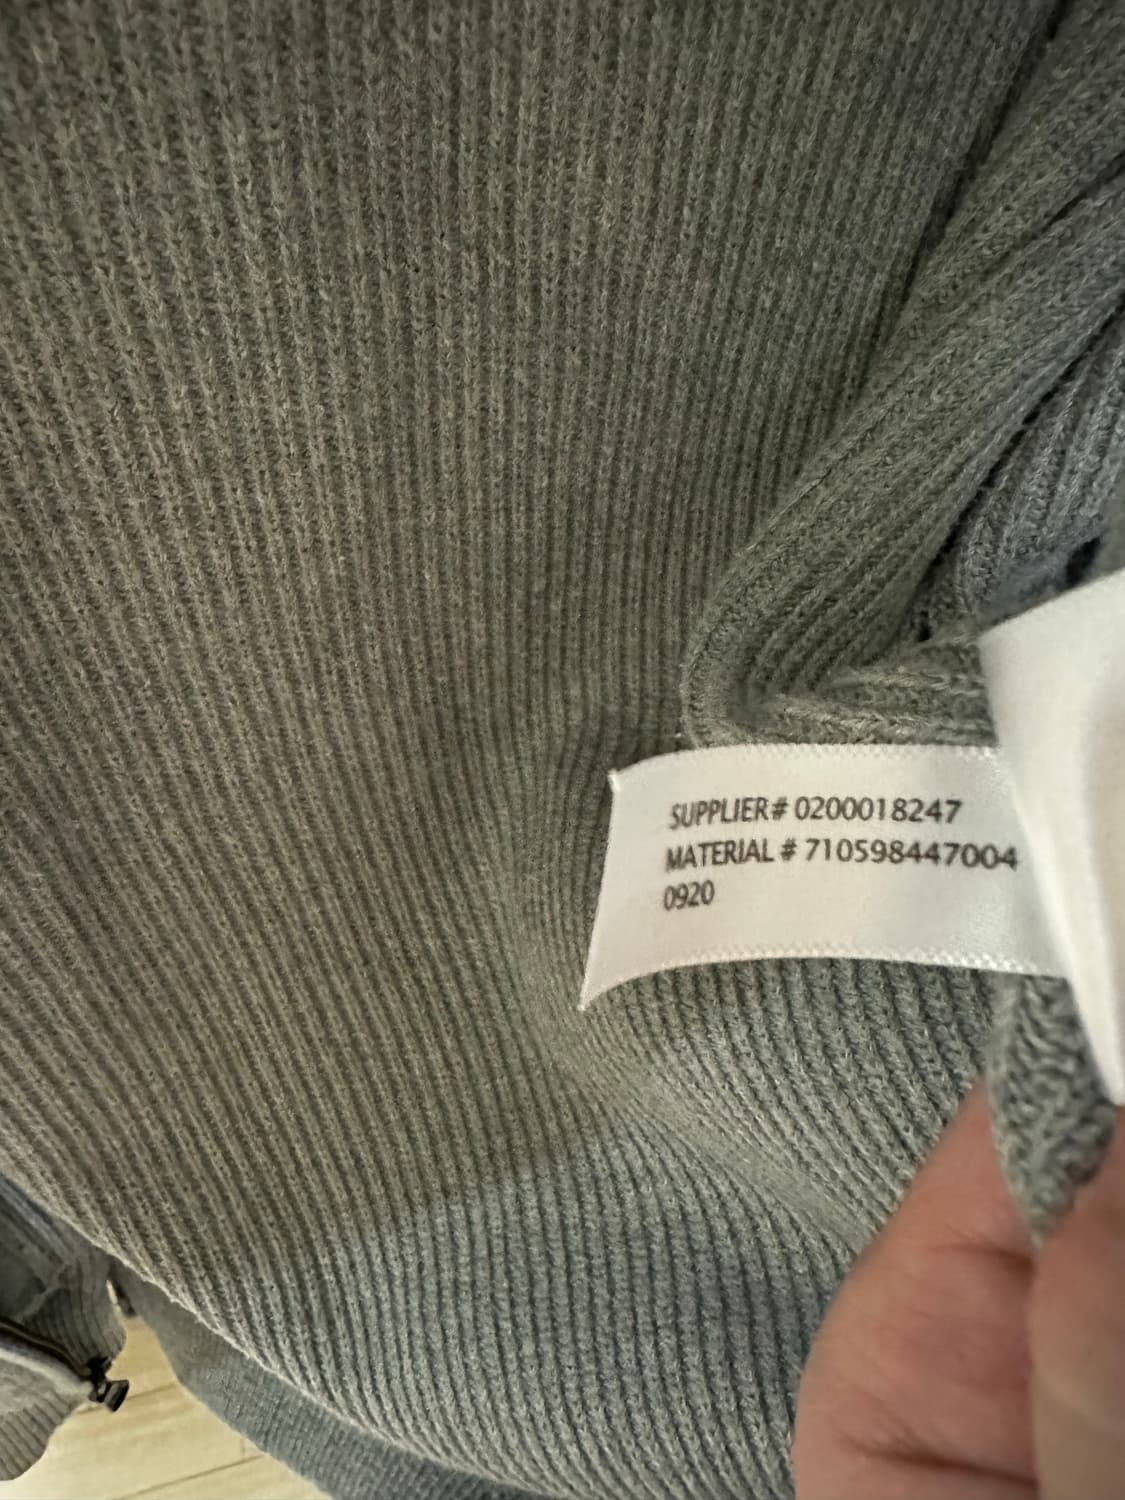 SUPPLIER# 0200018247
MATERIAL # 710598447004
0920